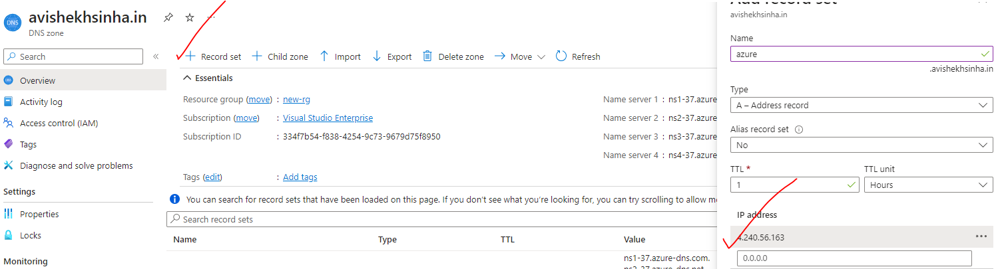 avishekhsinha.in
DNS
DNS zone
Search
Overview
Activity log
Access control (IAM)
Tags
Diagnose and solve problems
Settings
Properties
Locks
Monitoring
Record set
Child zone
Import
Export
Delete zone
Move
Refresh
Essentials
Resource group (move) : new-rg
Subscription (move) : Visual Studio Enterprise
Subscription ID : 334f7b54-f838-4254-9c73-9679d75f8950
Tags (edit) : Add tags
Name server 1 : ns1-37.azure
Name server 2 : ns2-37.azure
Name server 3 : ns3-37.azure
Name server 4 : ns4-37.azure
You can search for record sets that have been loaded on this page. If you don't see what you're looking for, you can try scrolling to allow
Search record sets
Name Type TTL Value
ns1-37.azure-dns.com.
ns2-37.azure-dns.net
Add record set
avishekhsinha.in
Name
azure
.avishekhsinha.in
Type
A – Address record
Alias record set
No
TTL * TTL unit
1 Hours
IP address
4.240.56.163
0.0.0.0